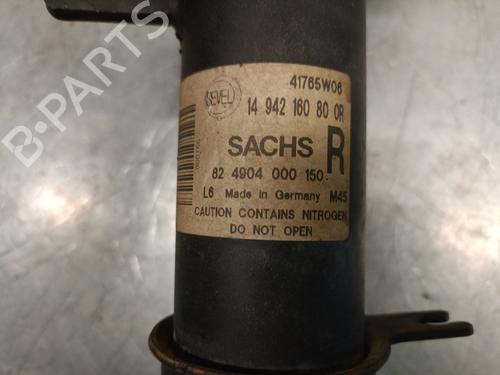 41765W06
SEVEL
14 942 160 80 0R
SACHS R
82 4904 000 150
L6 Made in Germany M45
CAUTION CONTAINS NITROGEN
DO NOT OPEN
B-PARTS